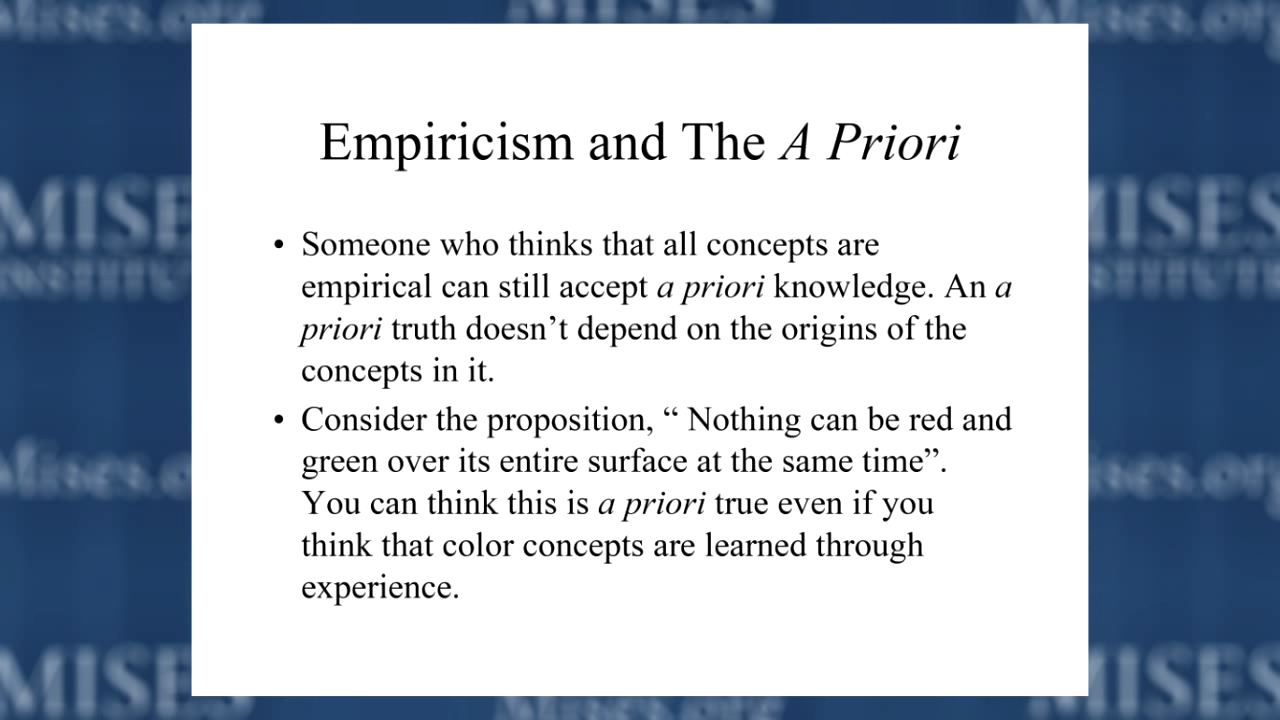 Empiricism and The A Priori
• Someone who thinks that all concepts are
empirical can still accept a priori knowledge. An a
priori truth doesn’t depend on the origins of the
concepts in it.
• Consider the proposition, “ Nothing can be red and
green over its entire surface at the same time”.
You can think this is a priori true even if you
think that color concepts are learned through
experience.